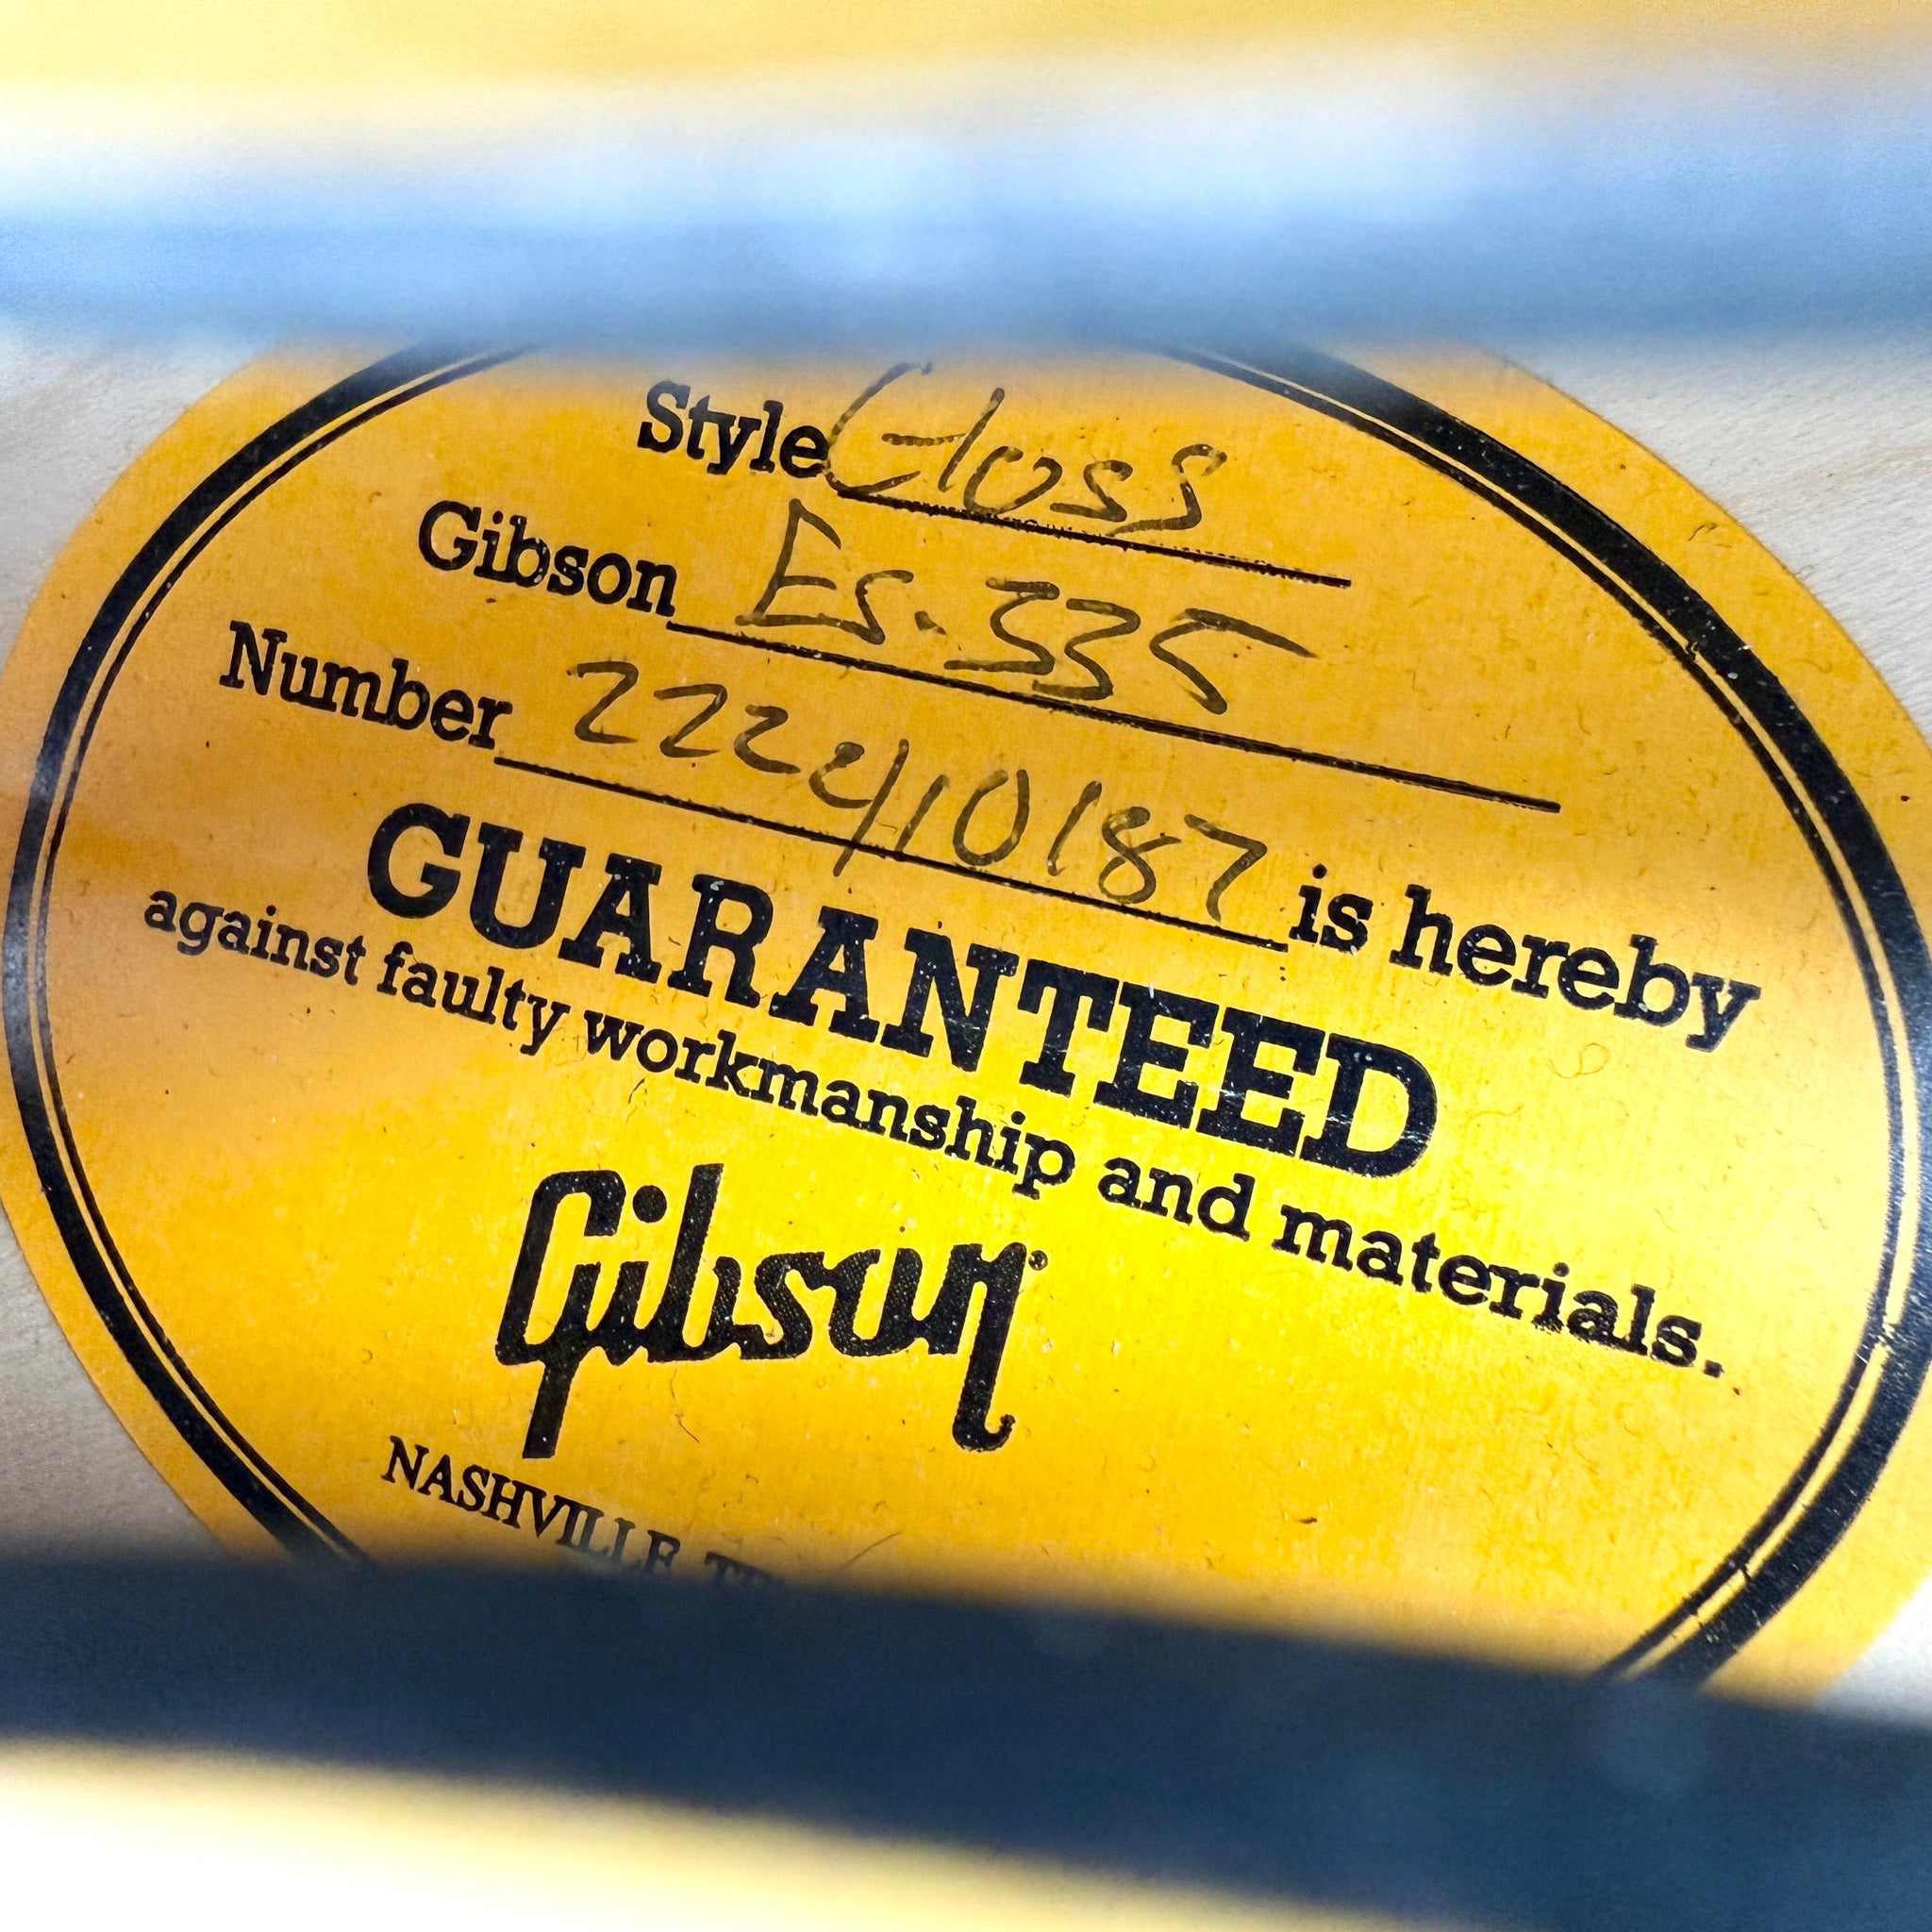 Style Gloss
Gibson Es-335
Number 222410187 is hereby
GUARANTEED
against faulty workmanship and materials.
Gibson
NASHVILLE